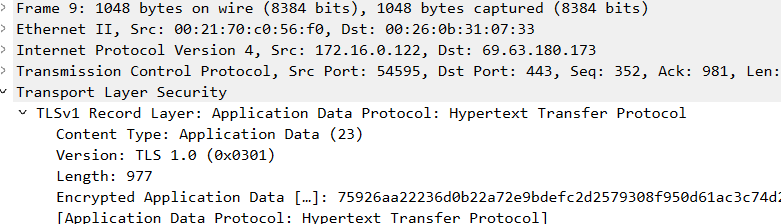 Frame 9: 1048 bytes on wire (8384 bits), 1048 bytes captured (8384 bits)
Ethernet II, Src: 00:21:70:c0:56:f0, Dst: 00:26:0b:31:07:33
Internet Protocol Version 4, Src: 172.16.0.122, Dst: 69.63.180.173
Transmission Control Protocol, Src Port: 54595, Dst Port: 443, Seq: 352, Ack: 981, Len:
Transport Layer Security
TLSv1 Record Layer: Application Data Protocol: Hypertext Transfer Protocol
Content Type: Application Data (23)
Version: TLS 1.0 (0x0301)
Length: 977
Encrypted Application Data […]: 75926aa22236d0b22a72e9bdefc2d2579308f950d61ac3c74d2
[Application Data Protocol: Hypertext Transfer Protocol]